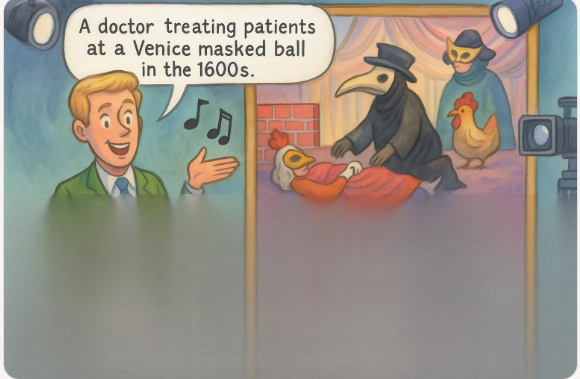 A doctor treating patients
at a Venice masked ball
in the 1600s.